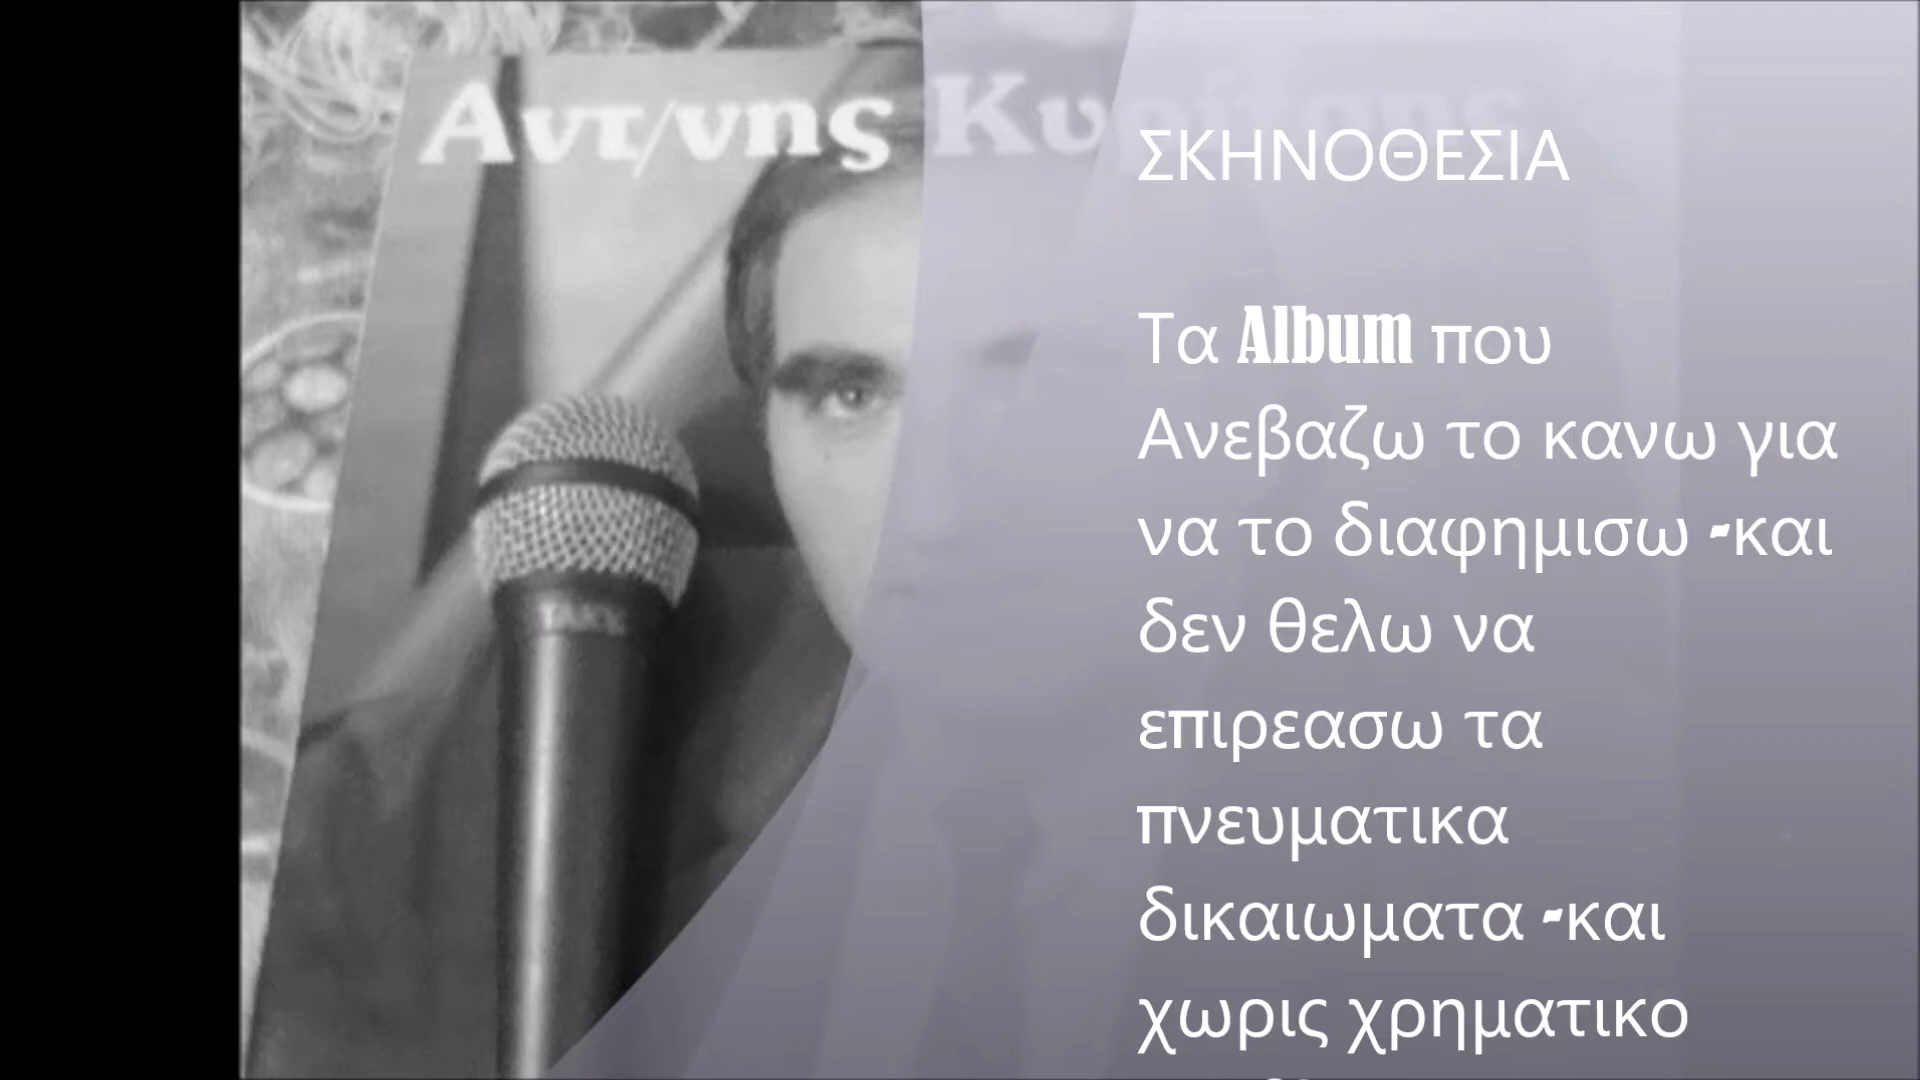 Αντ/νης Κυρίτσης
ΣΚΗΝΟΘΕΣΙΑ
Τα Album που
Ανεβαζω το κανω για
να το διαφημισω -και
δεν θελω να
επιρεασω τα
πνευματικα
δικαιωματα -και
χωρις χρηματικο